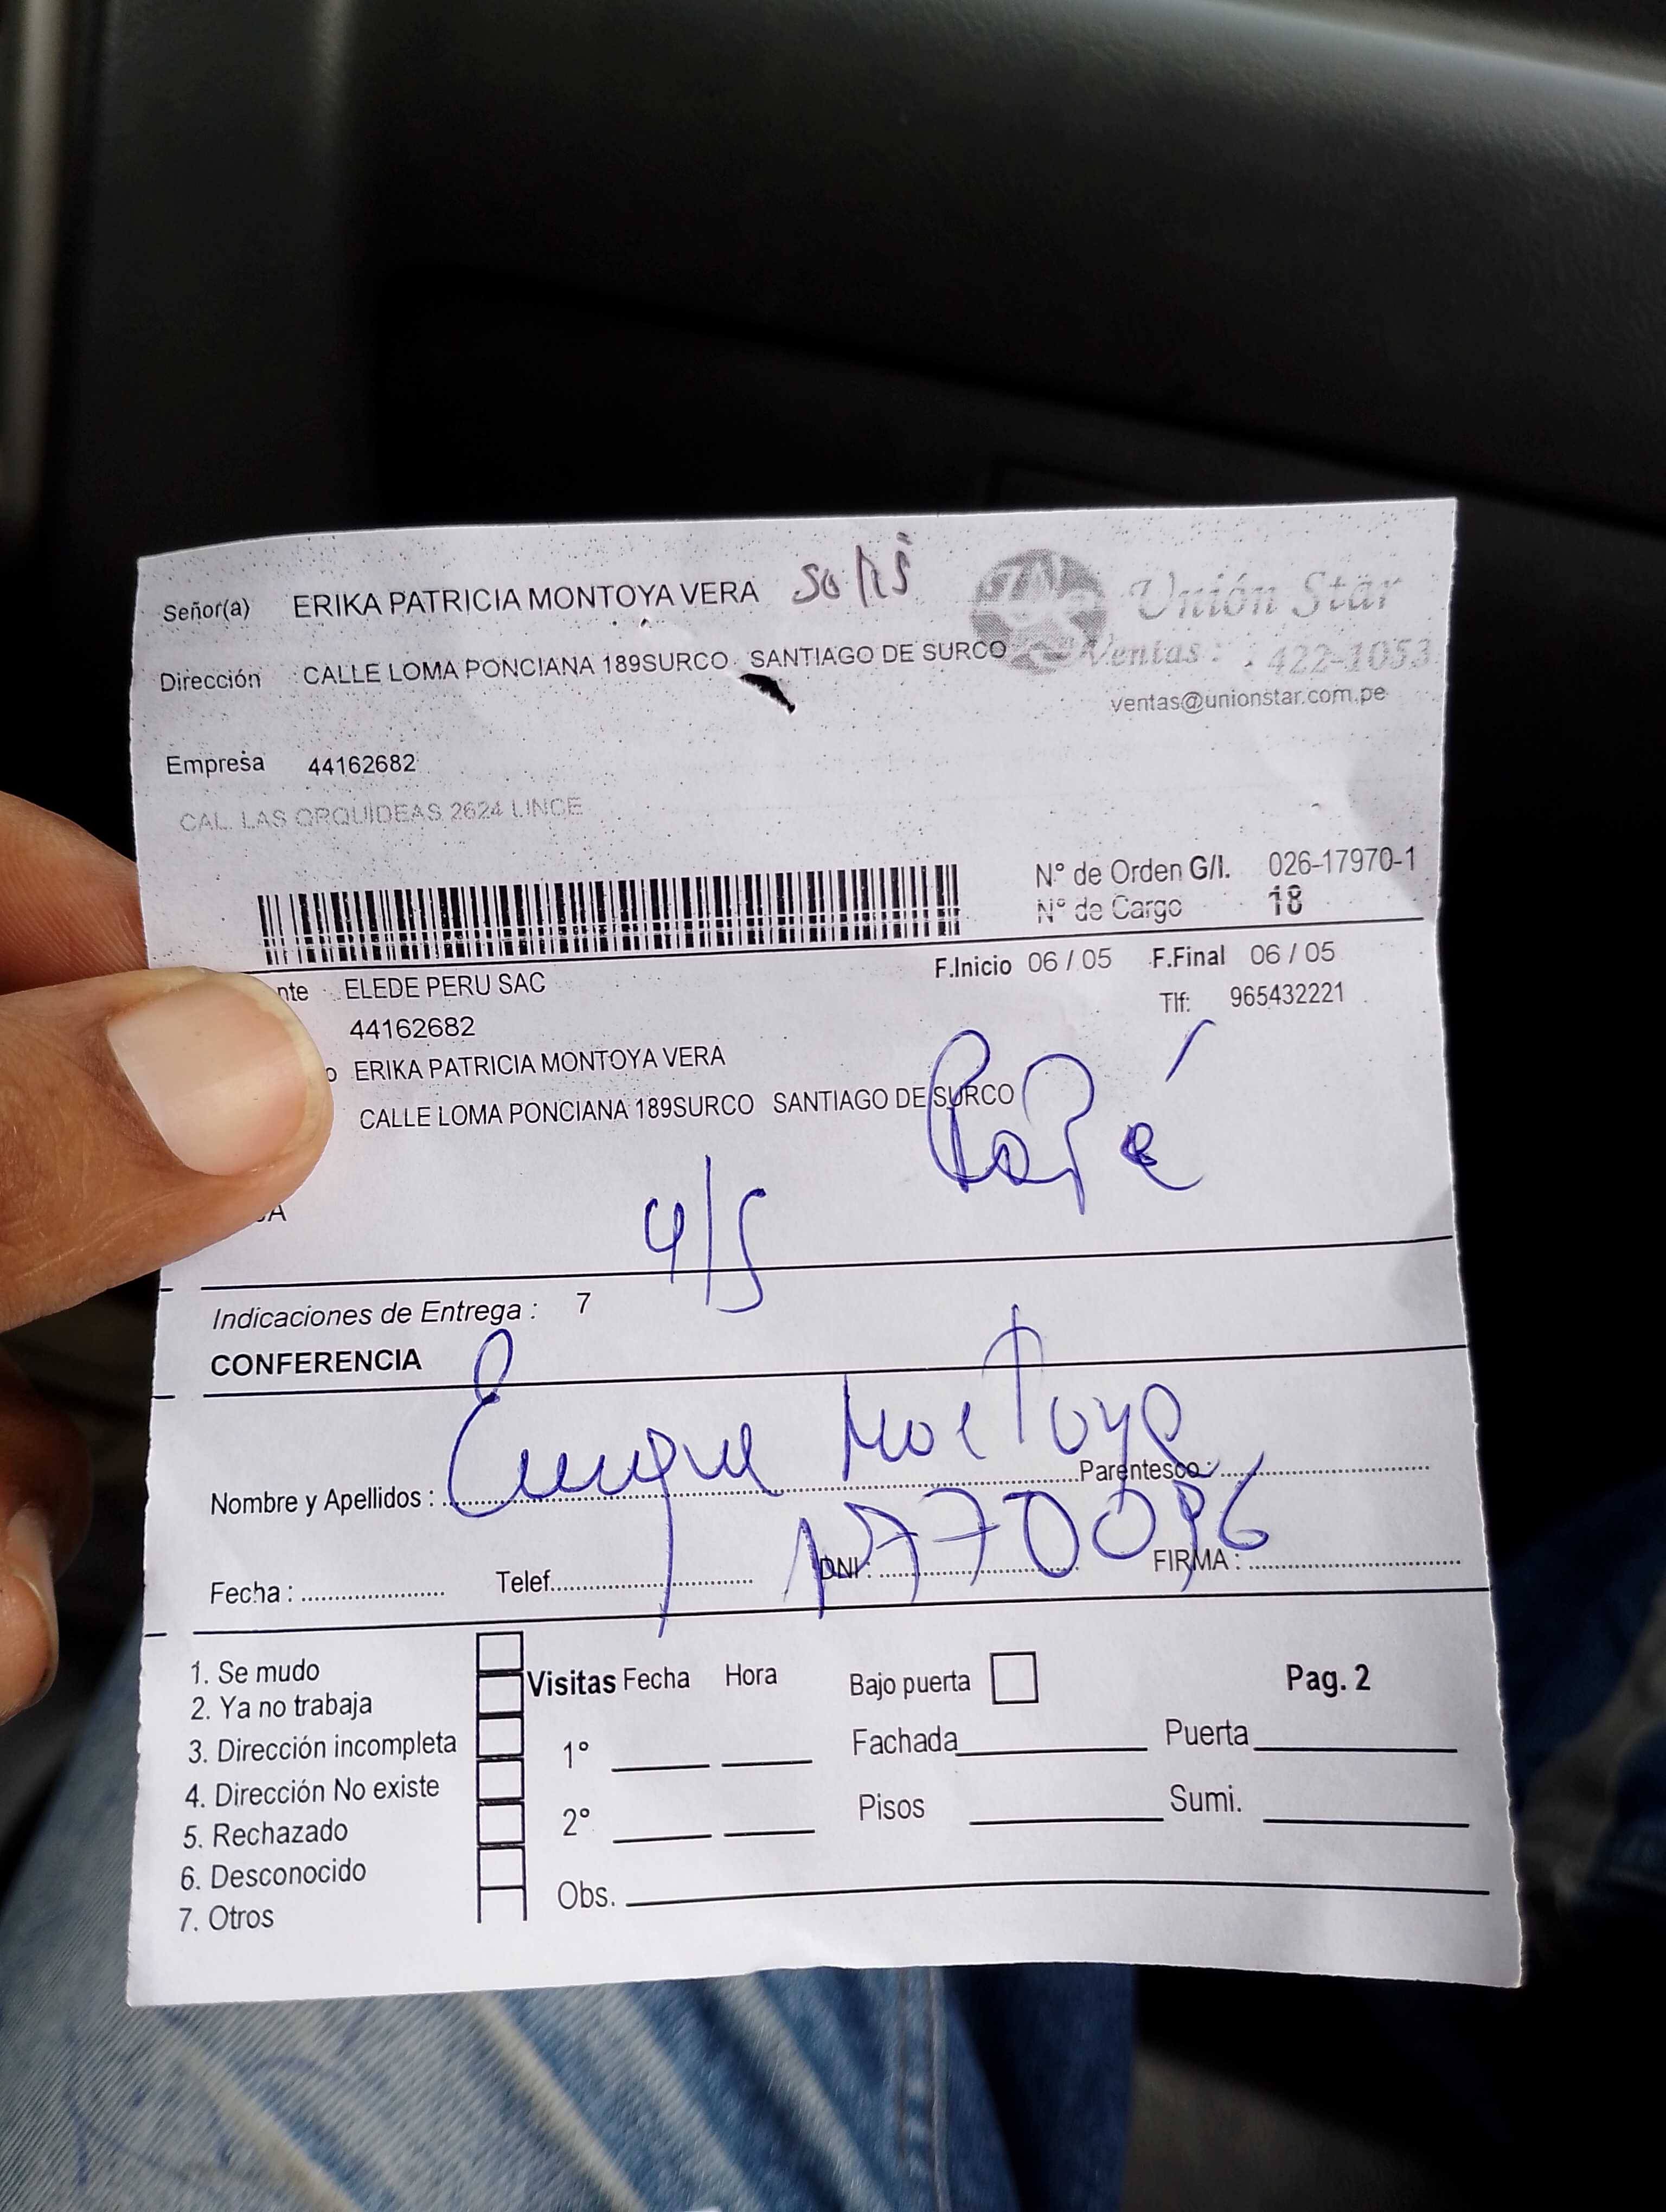 Señor(a) ERIKA PATRICIA MONTOYA VERA
Unión Star
Dirección : CALLE LOMA PONCIANA 189SURCO SANTIAGO DE SURCO
Ventas : 422-1053
ventas@unionstar.com.pe
Empresa 44162682
CAL. LAS ORQUIDEAS 2624 LINCE
N° de Orden G/I. 026-17970-1
N° de Cargo 18
nte : ELEDE PERU SAC
F.Inicio 06 / 05 F.Final 06 / 05
44162682
Tlf: 965432221
o ERIKA PATRICIA MONTOYA VERA
CALLE LOMA PONCIANA 189SURCO SANTIAGO DE SURCO
Papá
4/5
Indicaciones de Entrega : 7
CONFERENCIA
Nombre y Apellidos : Enrique Montoya Parentesco :
Fecha : Telef. DNI : FIRMA :
1. Se mudo
2. Ya no trabaja
3. Dirección incompleta
4. Dirección No existe
5. Rechazado
6. Desconocido
7. Otros
Visitas Fecha Hora
1°
2°
Obs.
Bajo puerta
Pag. 2
Fachada Puerta
Pisos Sumi.